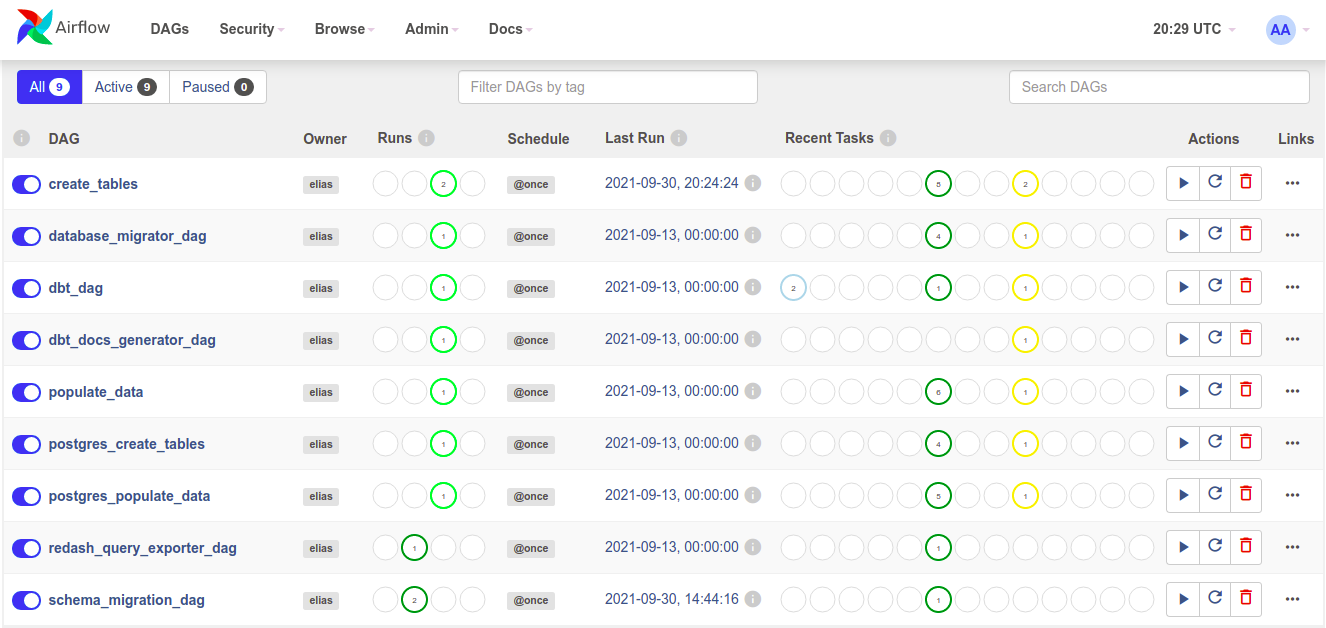 Airflow DAGs Security Browse Admin Docs 20:29 UTC AA
All 9 Active 9 Paused 0 Filter DAGs by tag Search DAGs
i DAG Owner Runs i Schedule Last Run i Recent Tasks i Actions Links
create_tables elias 2 @once 2021-09-30, 20:24:24 i 8 2
database_migrator_dag elias 1 @once 2021-09-13, 00:00:00 i 4 1
dbt_dag elias 1 @once 2021-09-13, 00:00:00 i 2 1 1
dbt_docs_generator_dag elias 1 @once 2021-09-13, 00:00:00 i 1
populate_data elias 1 @once 2021-09-13, 00:00:00 i 6 1
postgres_create_tables elias 1 @once 2021-09-13, 00:00:00 i 4 1
postgres_populate_data elias 1 @once 2021-09-13, 00:00:00 i 5 1
redash_query_exporter_dag elias 1 @once 2021-09-13, 00:00:00 i 1
schema_migration_dag elias 2 @once 2021-09-30, 14:44:16 i 1